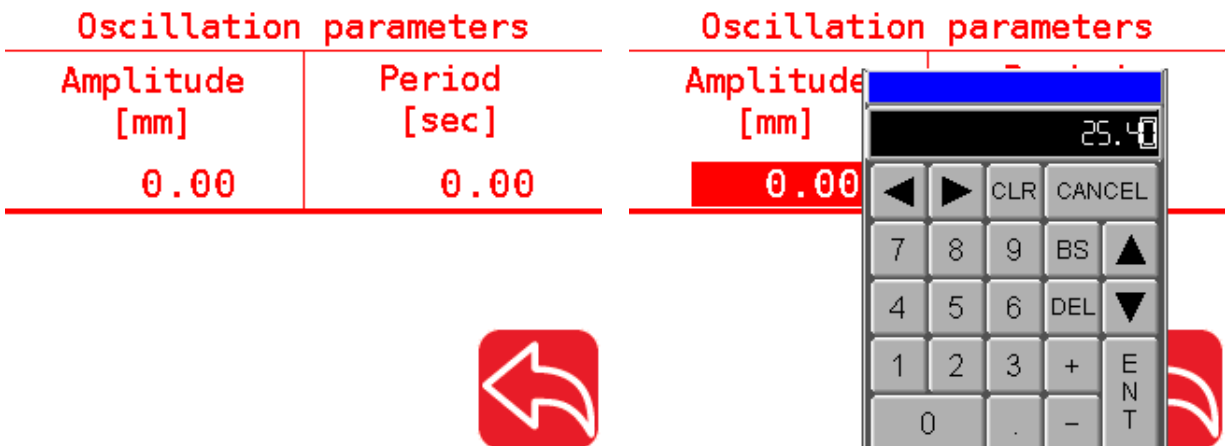 Oscillation parameters
Amplitude
[mm]
Period
[sec]
0.00
0.00
Oscillation parameters
Amplitude
[mm]
0.00
25.40
CLR
CANCEL
7
8
9
BS
4
5
6
DEL
1
2
3
+
ENT
0
.
-